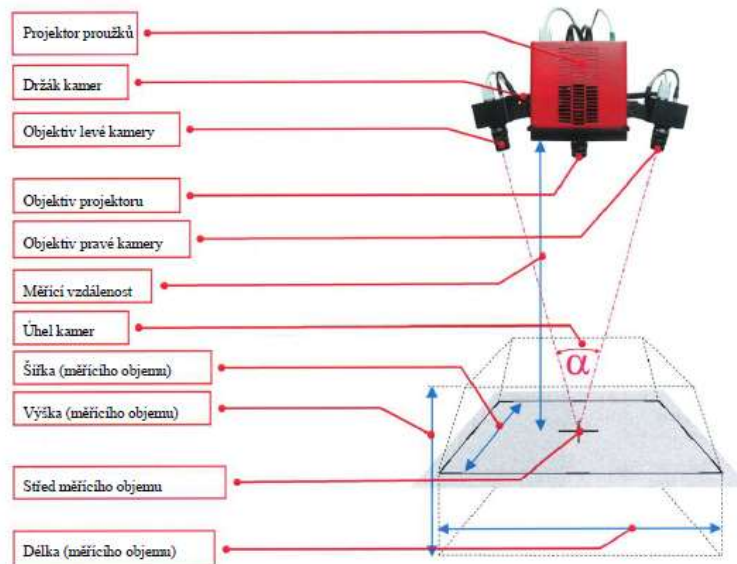 Projektor proužků
Držák kamer
Objektiv levé kamery
Objektiv projektoru
Objektiv pravé kamery
Měřicí vzdálenost
Úhel kamer
Šířka (měřícího objemu)
Výška (měřícího objemu)
Střed měřícího objemu
Délka (měřícího objemu)
α